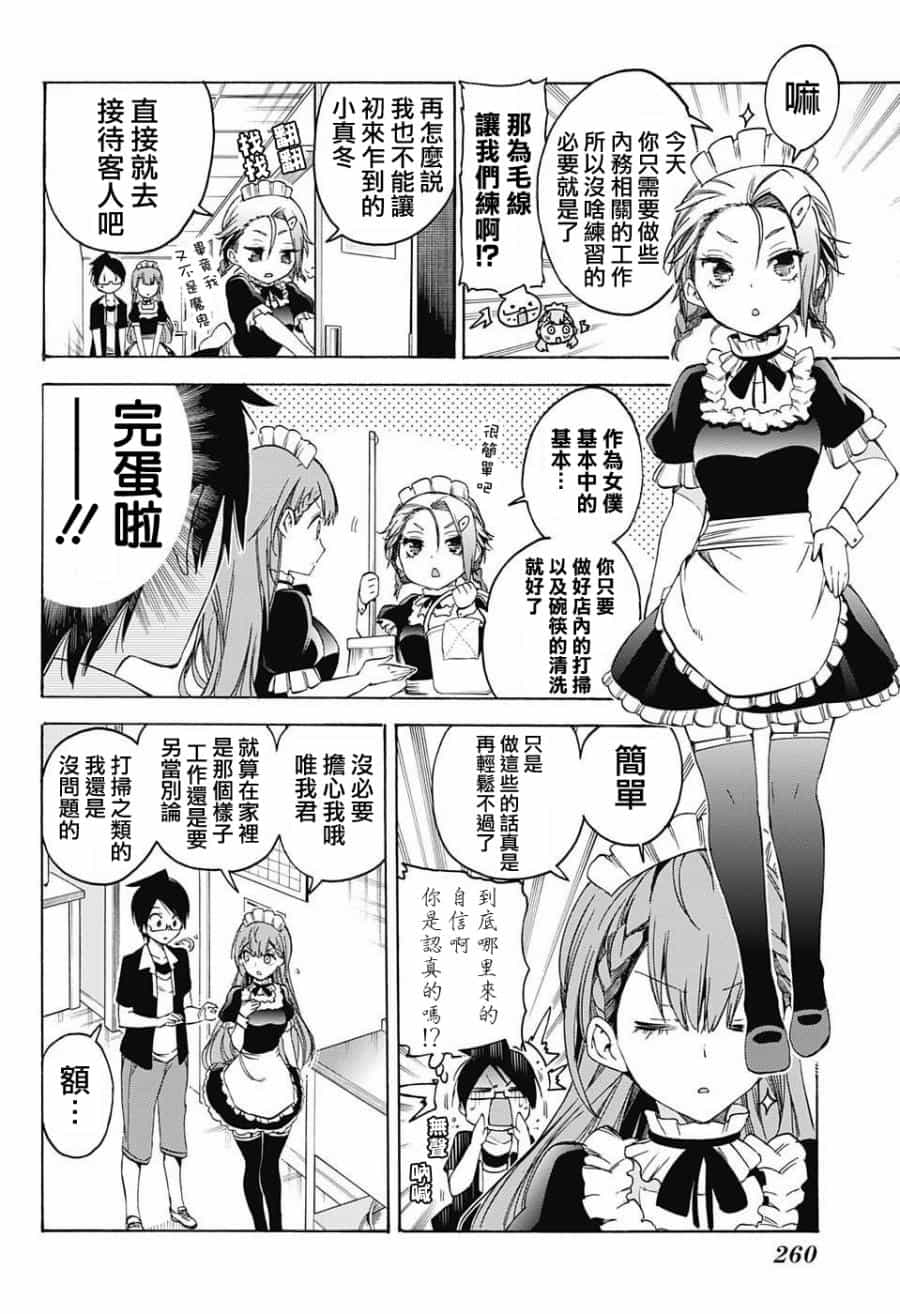 嘛
今天
你只需要做些
內務相關的工作
所以沒啥練習的
必要就是了
那為毛線
讓我們練啊!?
再怎麼說
我也不能讓
初來乍到的
小真冬
翻翻
找找
畢竟我
又不是魔鬼
直接就去
接待客人吧
作為女僕
基本中的
基本…
你只要
做好店內的打掃
以及碗筷的清洗
就好了
很簡單吧
完蛋啦
——!!
簡單
只是
做這些的話真是
再輕鬆不過了
到底哪里來的
自信啊
你是認真的嗎!?
無聲
吶喊
沒必要
擔心我哦
唯我君
就算在家裡
是那個樣子
工作還是要
另當別論
打掃之類的
我還是
沒問題的
額…
260